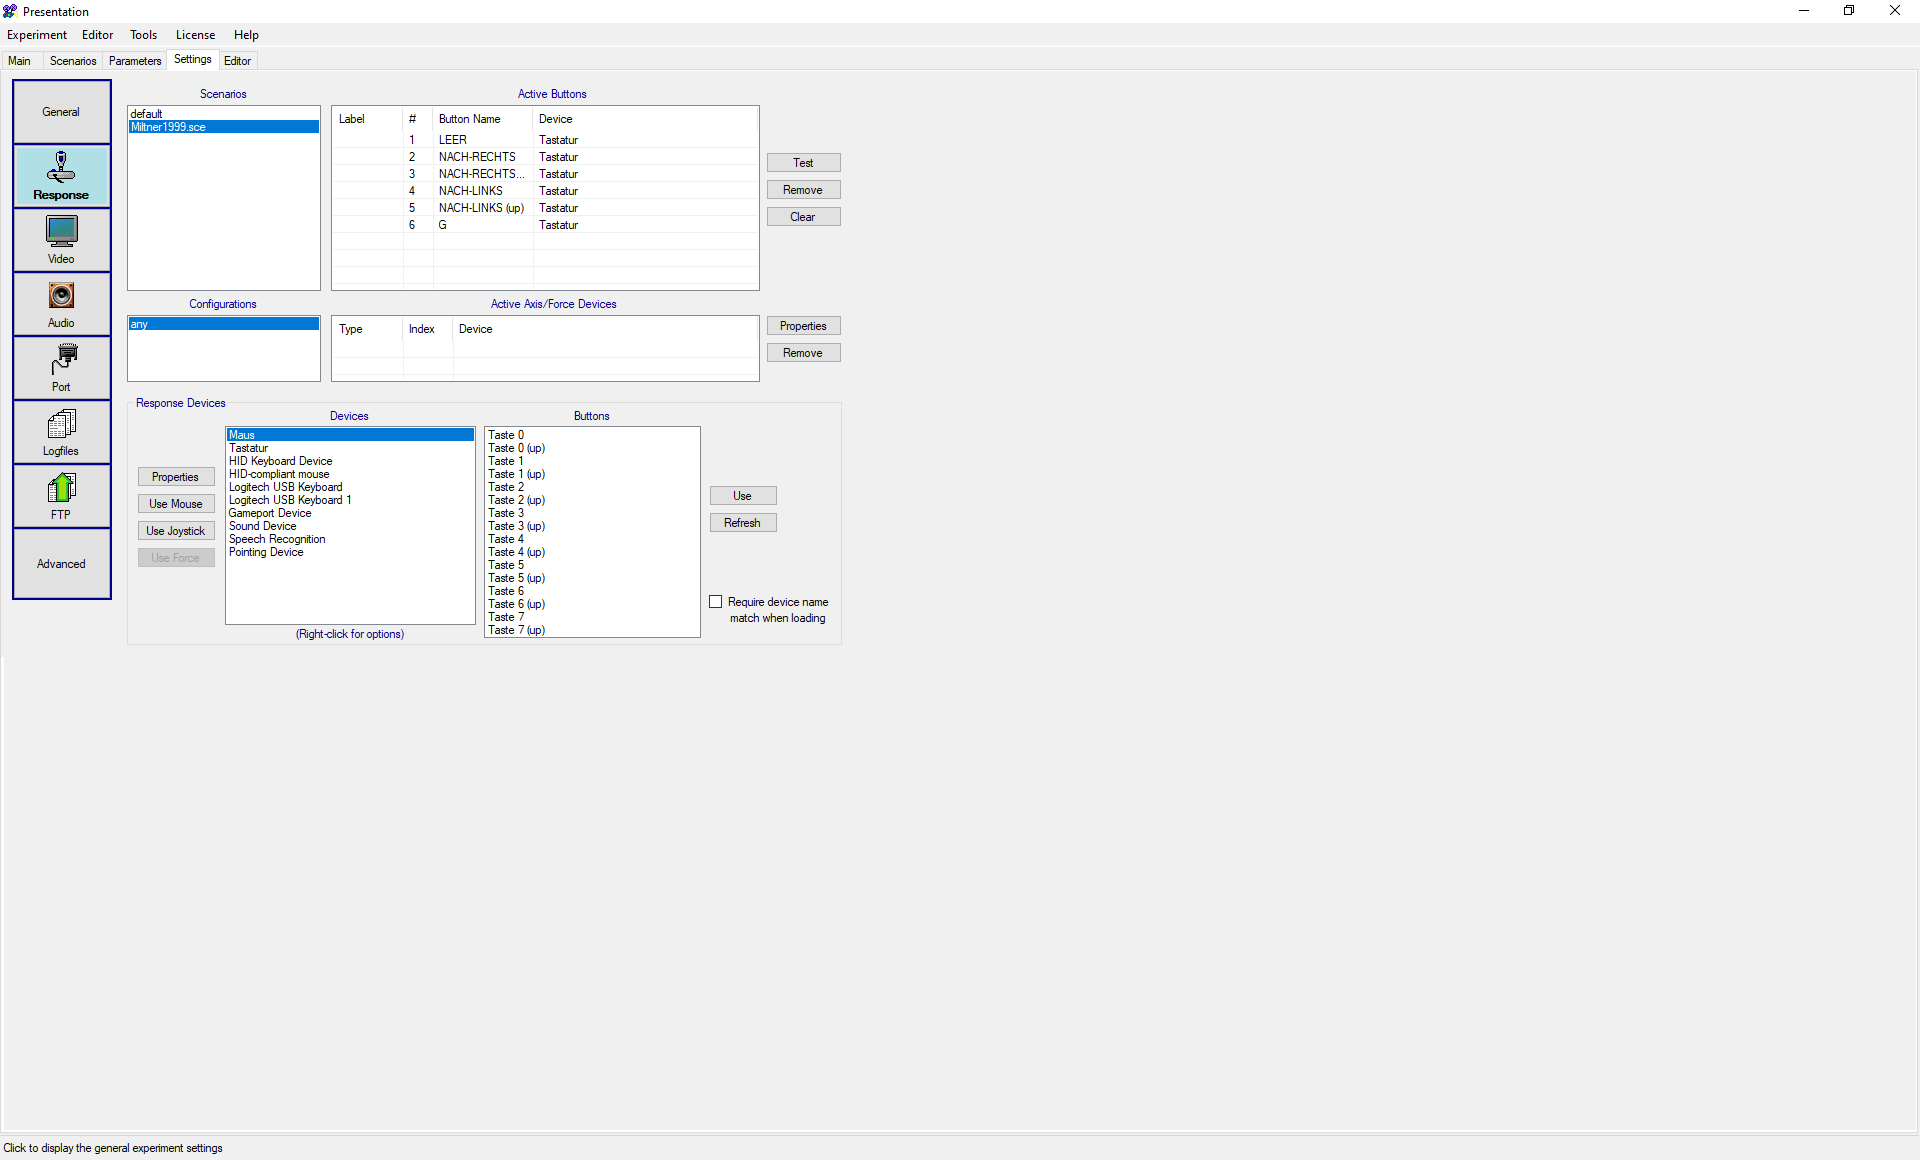 Presentation
Experiment Editor Tools License Help
Main Scenarios Parameters Settings Editor
General
Response
Video
Audio
Port
Logfiles
FTP
Advanced
Scenarios
default
Miltner1999.sce
Active Buttons
Label # Button Name Device
1 LEER Tastatur
2 NACH-RECHTS Tastatur
3 NACH-RECHTS... Tastatur
4 NACH-LINKS Tastatur
5 NACH-LINKS (up) Tastatur
6 G Tastatur
Test
Remove
Clear
Configurations
any
Active Axis/Force Devices
Type Index Device
Properties
Remove
Response Devices
Properties
Use Mouse
Use Joystick
Use Force
Devices
Maus
Tastatur
HID Keyboard Device
HID-compliant mouse
Logitech USB Keyboard
Logitech USB Keyboard 1
Gameport Device
Sound Device
Speech Recognition
Pointing Device
(Right-click for options)
Buttons
Taste 0
Taste 0 (up)
Taste 1
Taste 1 (up)
Taste 2
Taste 2 (up)
Taste 3
Taste 3 (up)
Taste 4
Taste 4 (up)
Taste 5
Taste 5 (up)
Taste 6
Taste 6 (up)
Taste 7
Taste 7 (up)
Use
Refresh
Require device name
match when loading
Click to display the general experiment settings